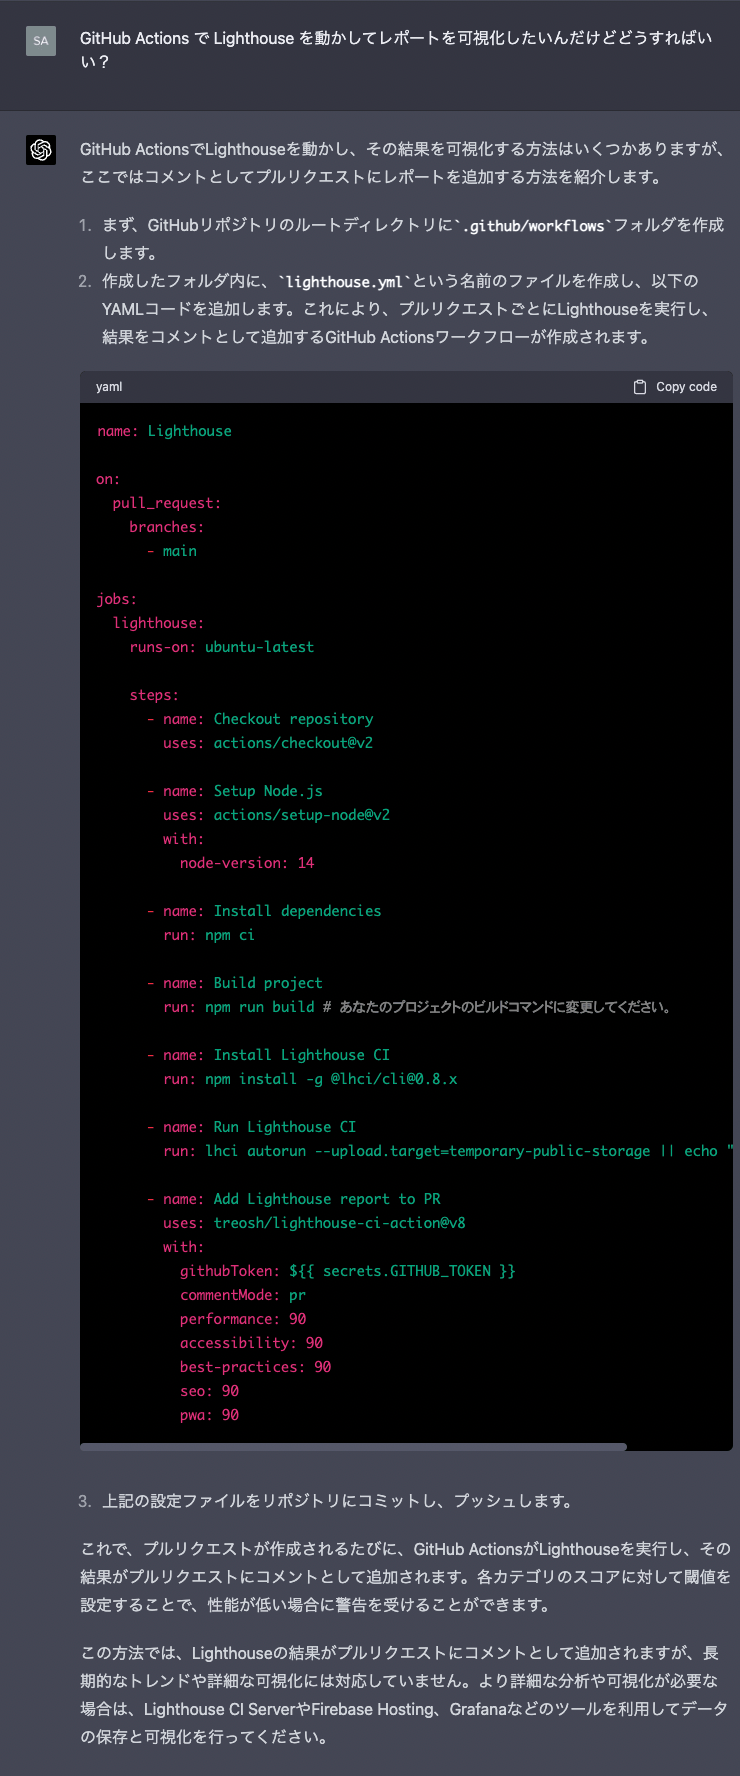 SA
GitHub Actions で Lighthouse を動かしてレポートを可視化したいんだけどどうすればい
い？
GitHub ActionsでLighthouseを動かし、その結果を可視化する方法はいくつかありますが、
ここではコメントとしてプルリクエストにレポートを追加する方法を紹介します。
1. まず、GitHubリポジトリのルートディレクトリに`.github/workflows`フォルダを作成
します。
2. 作成したフォルダ内に、`lighthouse.yml`という名前のファイルを作成し、以下の
YAMLコードを追加します。これにより、プルリクエストごとにLighthouseを実行し、
結果をコメントとして追加するGitHub Actionsワークフローが作成されます。
yaml Copy code
name: Lighthouse
on:
pull_request:
branches:
- main
jobs:
lighthouse:
runs-on: ubuntu-latest
steps:
- name: Checkout repository
uses: actions/checkout@v2
- name: Setup Node.js
uses: actions/setup-node@v2
with:
node-version: 14
- name: Install dependencies
run: npm ci
- name: Build project
run: npm run build # あなたのプロジェクトのビルドコマンドに変更してください。
- name: Install Lighthouse CI
run: npm install -g @lhci/cli@0.8.x
- name: Run Lighthouse CI
run: lhci autorun --upload.target=temporary-public-storage || echo "
- name: Add Lighthouse report to PR
uses: treosh/lighthouse-ci-action@v8
with:
githubToken: ${{ secrets.GITHUB_TOKEN }}
commentMode: pr
performance: 90
accessibility: 90
best-practices: 90
seo: 90
pwa: 90
3. 上記の設定ファイルをリポジトリにコミットし、プッシュします。
これで、プルリクエストが作成されるたびに、GitHub ActionsがLighthouseを実行し、その
結果がプルリクエストにコメントとして追加されます。各カテゴリのスコアに対して閾値を
設定することで、性能が低い場合に警告を受けることができます。
この方法では、Lighthouseの結果がプルリクエストにコメントとして追加されますが、長
期的なトレンドや詳細な可視化には対応していません。より詳細な分析や可視化が必要な
場合は、Lighthouse CI ServerやFirebase Hosting、Grafanaなどのツールを利用してデータ
の保存と可視化を行ってください。